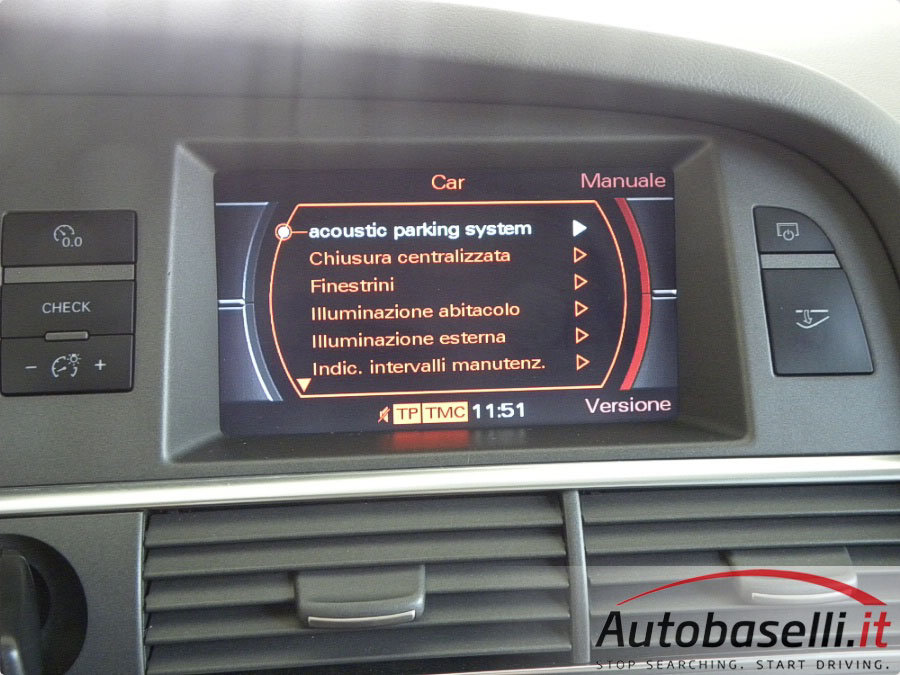 Car
Manuale
acoustic parking system
Chiusura centralizzata
Finestrini
Illuminazione abitacolo
Illuminazione esterna
Indic. intervalli manutenz.
TP TMC 11:51
Versione
0.0
CHECK
- +
Autobaselli.it
STOP SEARCHING. START DRIVING.